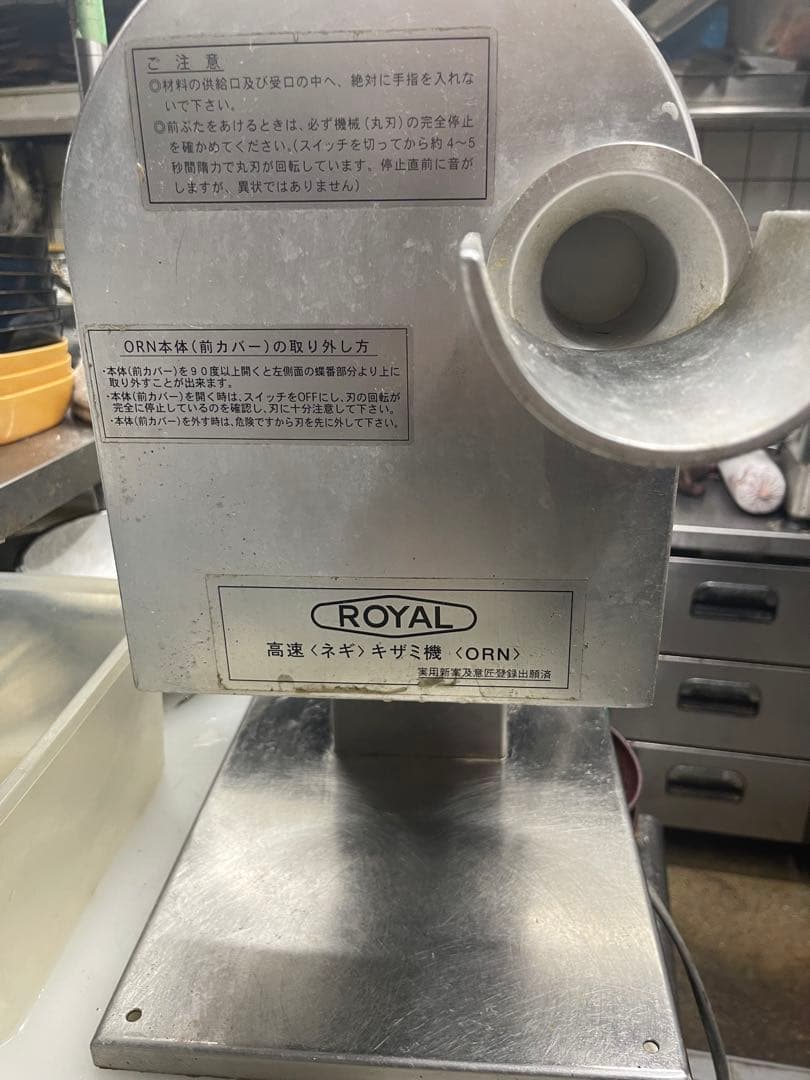 ご注意
◎材料の供給口及び受口の中へ、絶対に手指を入れな
いで下さい。
◎前ぶたをあけるときは、必ず機械(丸刃)の完全停止
を確かめてください。(スイッチを切ってから約4〜5
秒間隋力で丸刃が回転しています。停止直前に音が
しますが、異状ではありません)
ORN本体(前カバー)の取り外し方
・本体(前カバー)を90度以上開くと左側面の蝶番部分より上に
取り外すことが出来ます。
・本体(前カバー)を開く時は、スイッチをOFFにし、刃の回転が
完全に停止しているのを確認し、刃に十分注意して下さい。
・本体(前カバー)を外す時は、危険ですから刃を先に外して下さい。
ROYAL
高速〈ネギ〉キザミ機〈ORN〉
実用新案及意匠登録出願済